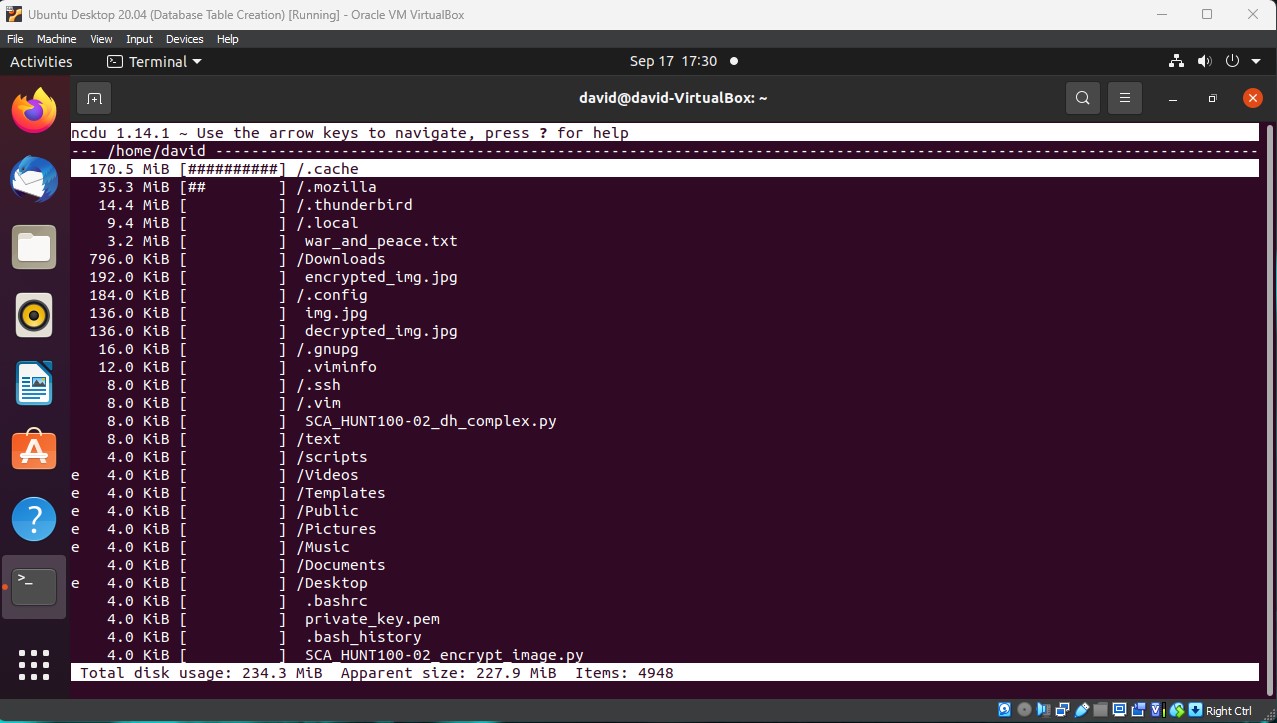 Ubuntu Desktop 20.04 (Database Table Creation) [Running] - Oracle VM VirtualBox
File Machine View Input Devices Help
Activities Terminal Sep 17 17:30
david@david-VirtualBox: ~
ncdu 1.14.1 ~ Use the arrow keys to navigate, press ? for help
--- /home/david --------------------------------------------------------------------------------------------------------------------
170.5 MiB [##########] /.cache
35.3 MiB [## ] /.mozilla
14.4 MiB [ ] /.thunderbird
9.4 MiB [ ] /.local
3.2 MiB [ ] war_and_peace.txt
796.0 KiB [ ] /Downloads
192.0 KiB [ ] encrypted_img.jpg
184.0 KiB [ ] /.config
136.0 KiB [ ] img.jpg
136.0 KiB [ ] decrypted_img.jpg
16.0 KiB [ ] /.gnupg
12.0 KiB [ ] .viminfo
8.0 KiB [ ] /.ssh
8.0 KiB [ ] /.vim
8.0 KiB [ ] SCA_HUNT100-02_dh_complex.py
8.0 KiB [ ] /text
4.0 KiB [ ] /scripts
e 4.0 KiB [ ] /Videos
e 4.0 KiB [ ] /Templates
e 4.0 KiB [ ] /Public
e 4.0 KiB [ ] /Pictures
e 4.0 KiB [ ] /Music
4.0 KiB [ ] /Documents
e 4.0 KiB [ ] /Desktop
4.0 KiB [ ] .bashrc
4.0 KiB [ ] private_key.pem
4.0 KiB [ ] .bash_history
4.0 KiB [ ] SCA_HUNT100-02_encrypt_image.py
Total disk usage: 234.3 MiB Apparent size: 227.9 MiB Items: 4948
Right Ctrl